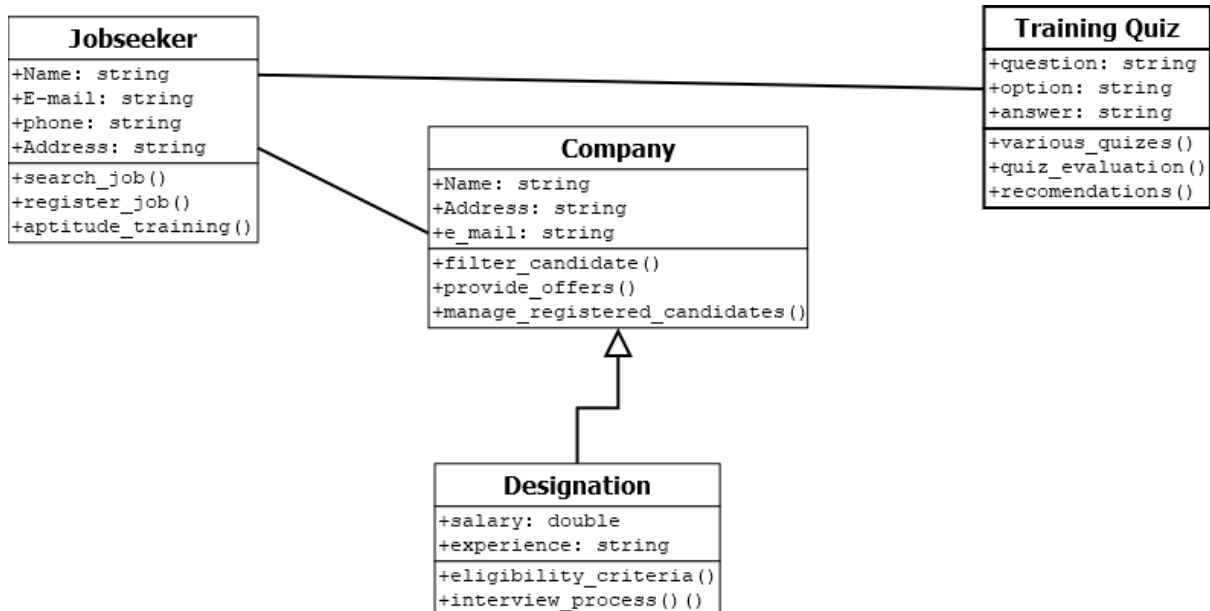 Jobseeker
+Name: string
+E-mail: string
+phone: string
+Address: string
+search_job()
+register_job()
+aptitude_training()
Training Quiz
+question: string
+option: string
+answer: string
+various_quizes()
+quiz_evaluation()
+recomendations()
Company
+Name: string
+Address: string
+e_mail: string
+filter_candidate()
+provide_offers()
+manage_registered_candidates()
Designation
+salary: double
+experience: string
+eligibility_criteria()
+interview_process()()